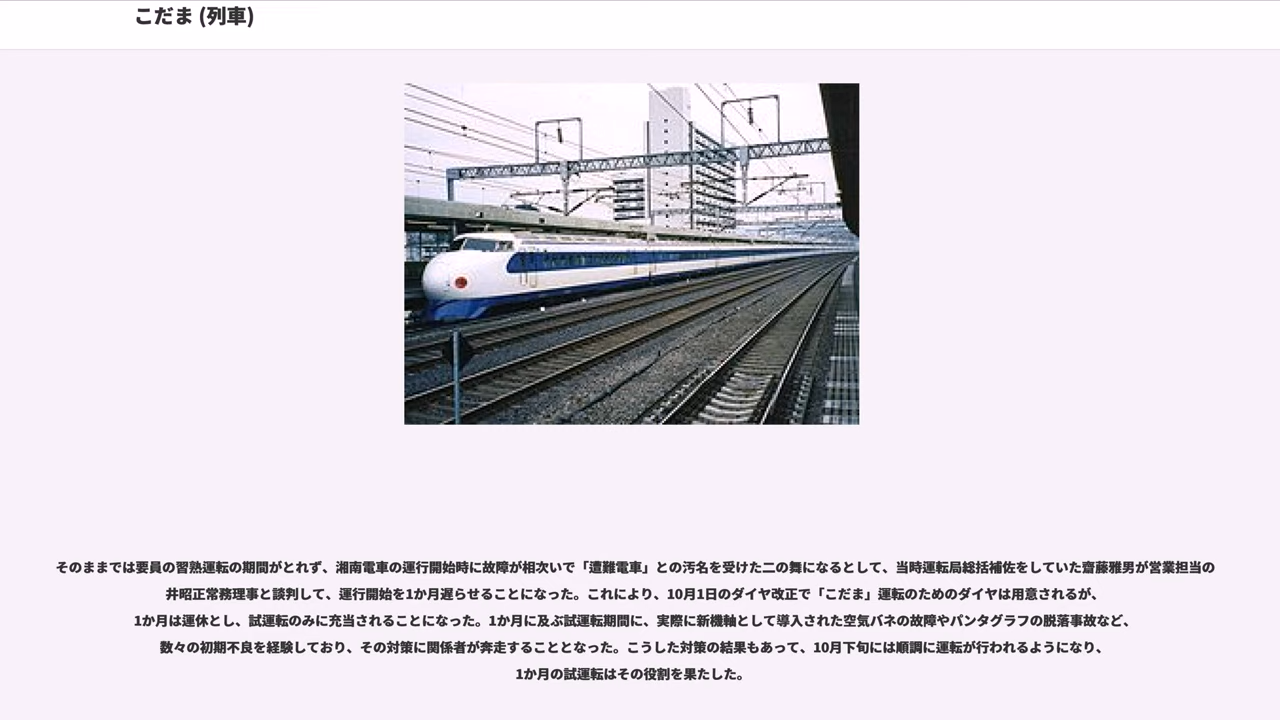 こだま (列車)
そのままでは要員の習熟運転の期間がとれず、湘南電車の運行開始時に故障が相次いで「遭難電車」との汚名を受けた二の舞になるとして、当時運転局総括補佐をしていた齋藤雅男が営業担当の
井昭正常務理事と談判して、運行開始を1か月遅らせることになった。これにより、10月1日のダイヤ改正で「こだま」運転のためのダイヤは用意されるが、
1か月は運休とし、試運転のみに充当されることになった。1か月に及ぶ試運転期間に、実際に新機軸として導入された空気バネの故障やパンタグラフの脱落事故など、
数々の初期不良を経験しており、その対策に関係者が奔走することとなった。こうした対策の結果もあって、10月下旬には順調に運転が行われるようになり、
1か月の試運転はその役割を果たした。